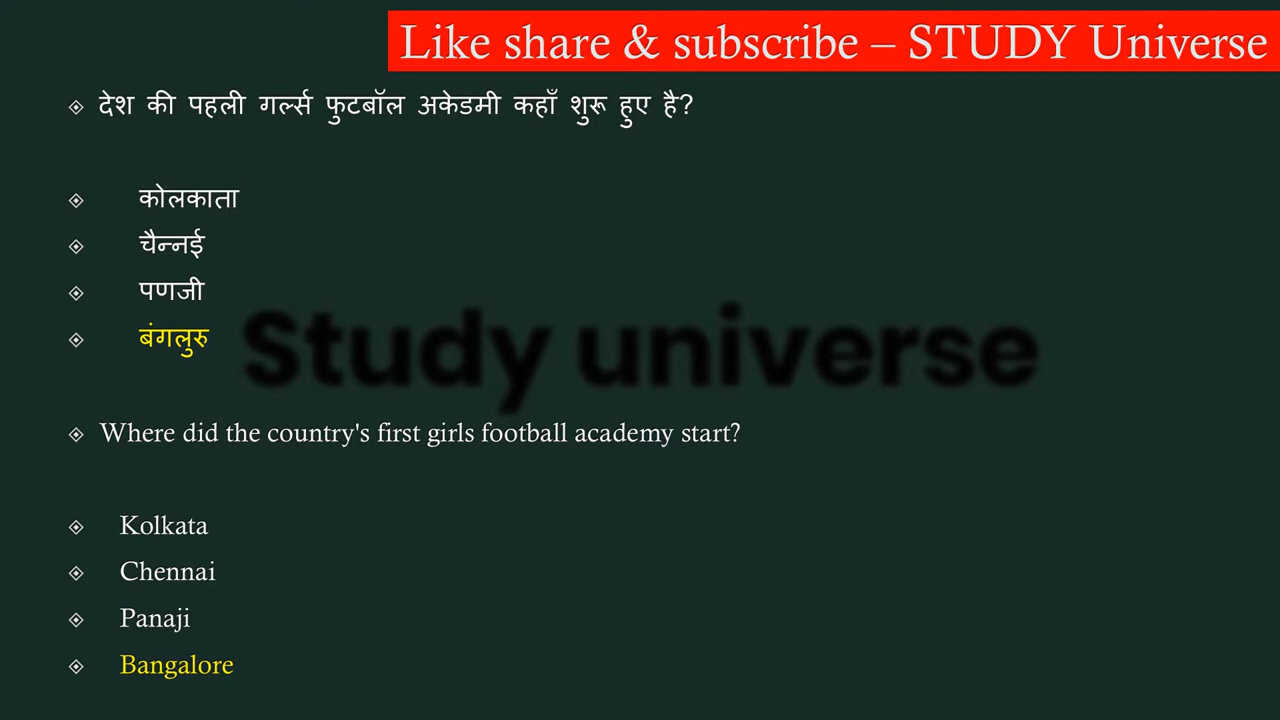 Like share & subscribe – STUDY Universe
देश की पहली गर्ल्स फुटबॉल अकेडमी कहाँ शुरू हुए है?
कोलकाता
चैन्नई
पणजी
बंगलुरु
Study universe
Where did the country's first girls football academy start?
Kolkata
Chennai
Panaji
Bangalore